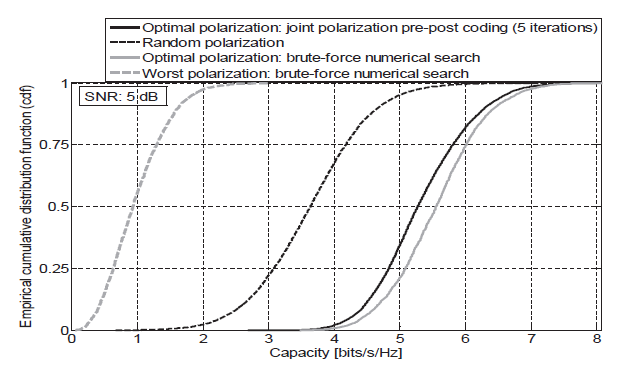 Optimal polarization: joint polarization pre-post coding (5 iterations)
Random polarization
Optimal polarization: brute-force numerical search
Worst polarization: brute-force numerical search
SNR: 5 dB
Empirical cumulative distribution function (cdf)
1
0.75
0.5
0.25
0
0 1 2 3 4 5 6 7 8
Capacity [bits/s/Hz]